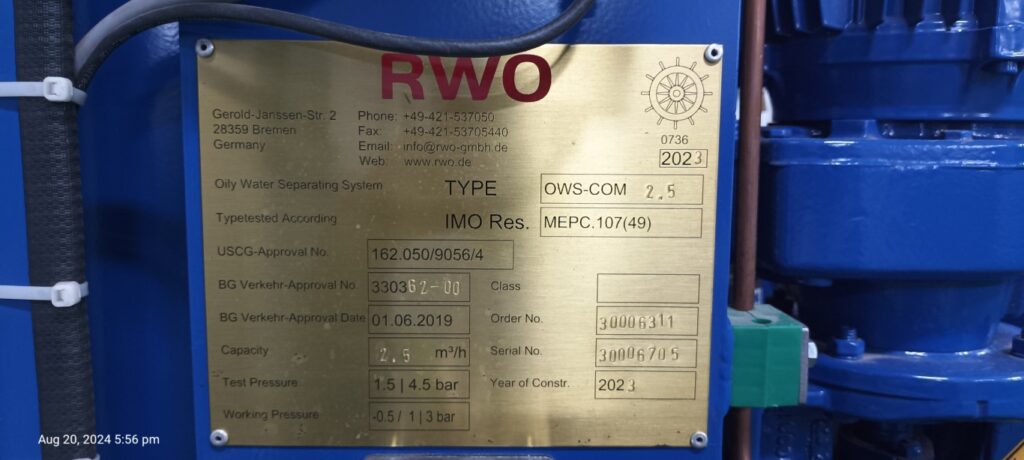 RWO
Gerold-Janssen-Str. 2
28359 Bremen
Germany
Phone: +49-421-537050
Fax: +49-421-53705440
Email: info@rwo-gmbh.de
Web: www.rwo.de
0736
2023
Oily Water Separating System TYPE OWS-COM 2.5
Typetested According IMO Res. MEPC.107(49)
USCG-Approval No. 162.050/9056/4
BG Verkehr-Approval No. 330362-00 Class
BG Verkehr-Approval Date 01.06.2019 Order No. 30006311
Capacity 2.5 m³/h Serial No. 30006705
Test Pressure 1.5 | 4.5 bar Year of Constr. 2023
Working Pressure -0.5 / 1 | 3 bar
Aug 20, 2024 5:56 pm